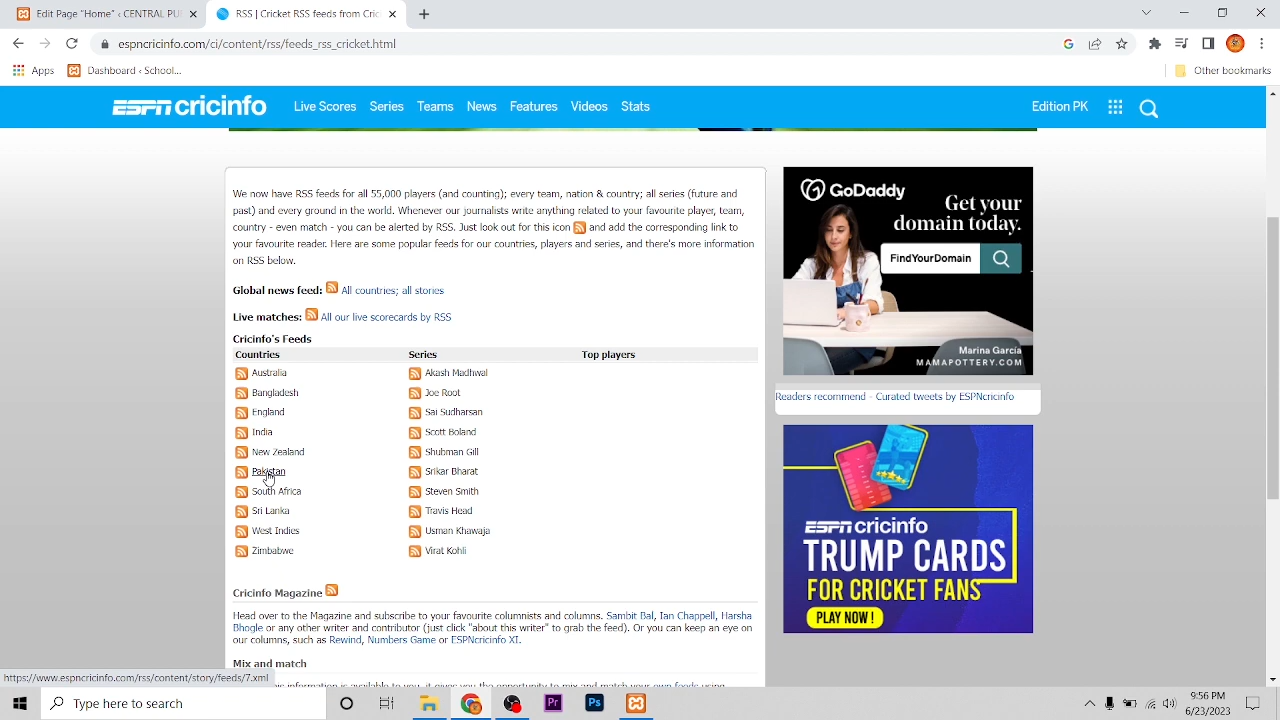 Edit Page "Home" ‹ CENTRAL PU
RSS | RSS Feeds | ESPNcricinfo.c
espncricinfo.com/ci/content/rss/feeds_rss_cricket.html
Apps
Dashboard ‹ School...
Other bookmarks
ESPN cricinfo
Live Scores
Series
Teams
News
Features
Videos
Stats
Edition PK
We now have RSS feeds for all 55,000 players (and counting); every team, nation & country; all series (future and
past) and every ground in the world. Whenever our journalists write anything related to your favourite player, team,
country - even match - you can be alerted by RSS. Just look out for this icon and add the corresponding link to
your favourite reader. Here are some popular feeds for our countries, players and series, and there's more information
on RSS below.
Global news feed: All countries; all stories
Live matches: All our live scorecards by RSS
Cricinfo's Feeds
Countries Series Top players
Australia Akash Madhwal
Bangladesh Joe Root
England Sai Sudharsan
India Scott Boland
New Zealand Shubman Gill
Pakistan Srikar Bharat
South Africa Steven Smith
Sri Lanka Travis Head
West Indies Usman Khawaja
Zimbabwe Virat Kohli
Cricinfo Magazine
Head over to the Magazine and subscribe to your favourite columnists and columns. Sambit Bal, Ian Chappell, Harsha
Bhogle or any other writer and contributor (just click "about this writer" to grab the feed). Or you can keep an eye on
our columns, such as Rewind, Numbers Game or ESPNcricinfo XI.
Mix and match
GoDaddy
Get your
domain today.
FindYourDomain
Marina García
MAMAPOTTERY.COM
Readers recommend - Curated tweets by ESPNcricinfo
ESPN cricinfo
TRUMP CARDS
FOR CRICKET FANS
PLAY NOW !
https://www.espncricinfo.com/rss/content/story/feeds/7.xml
Type here to search
Pr
Ps
9:56 PM
6/23/2023